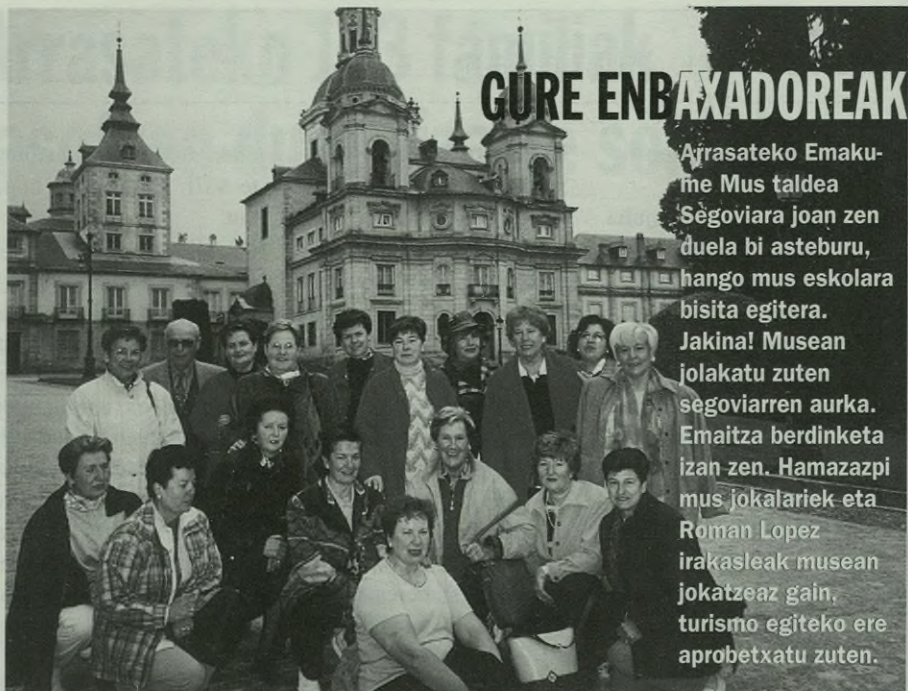 GURE ENBAXADOREAK
Arrasateko Emaku-
me Mus taldea
Segoviara joan zen
duela bi asteburu,
hango mus eskolara
bisita egitera.
Jakina! Musean
jolakatu zuten
segoviarren aurka.
Emaitza berdinketa
izan zen. Hamazazpi
mus jokalariek eta
Roman Lopez
irakasleak musean
jokatzeaz gain,
turismo egiteko ere
aprobetxatu zuten.